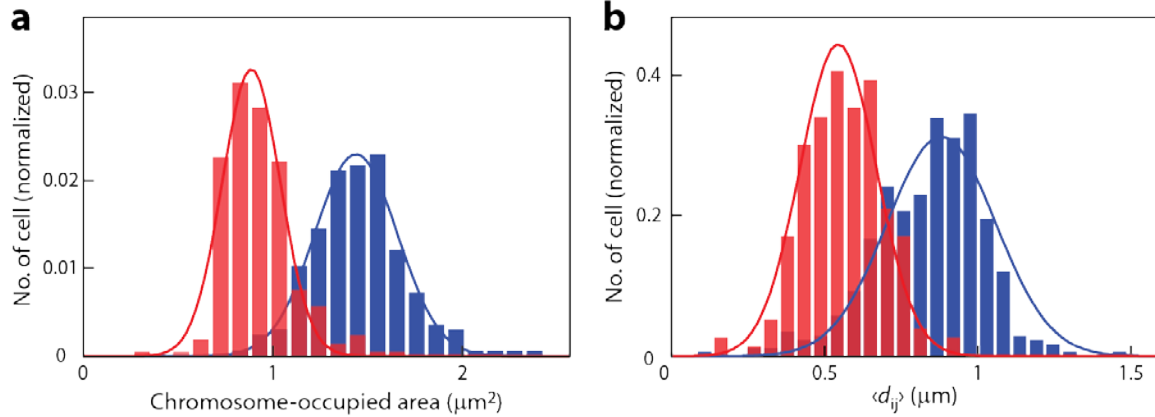 a
No. of cell (normalized)
0.03
0.02
0.01
0
0
1
2
Chromosome-occupied area (μm²)
b
No. of cell (normalized)
0.4
0.2
0
0
0.5
1
1.5
‹dij› (μm)